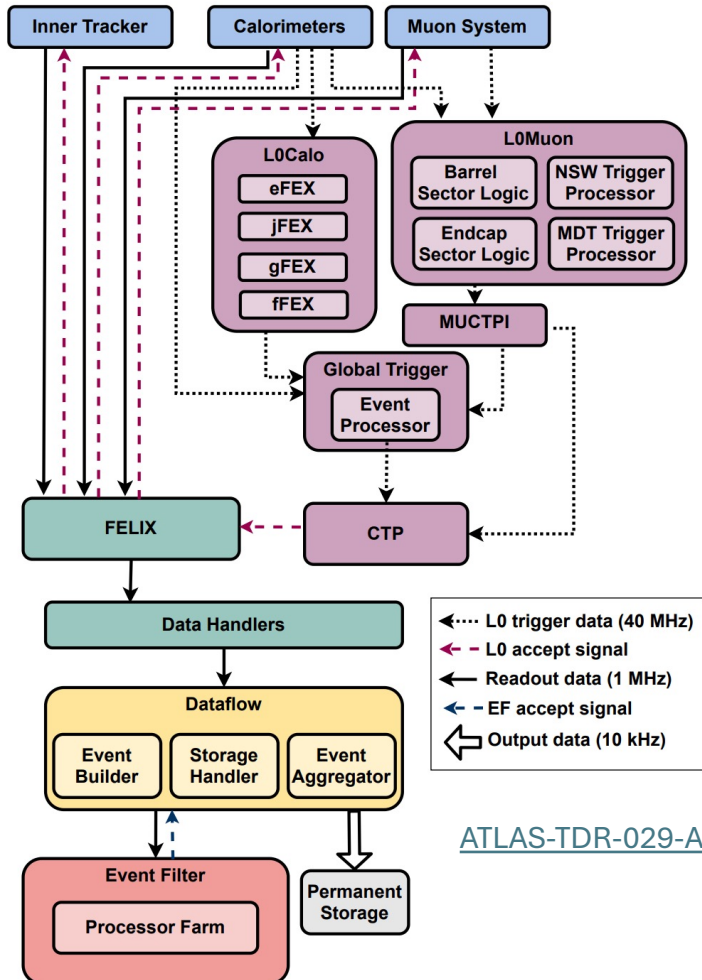 Inner Tracker
Calorimeters
Muon System
L0Calo
eFEX
jFEX
gFEX
fFEX
L0Muon
Barrel
Sector Logic
NSW Trigger
Processor
Endcap
Sector Logic
MDT Trigger
Processor
MUCTPI
Global Trigger
Event
Processor
FELIX
CTP
Data Handlers
L0 trigger data (40 MHz)
L0 accept signal
Readout data (1 MHz)
EF accept signal
Output data (10 kHz)
Dataflow
Event
Builder
Storage
Handler
Event
Aggregator
ATLAS-TDR-029-A
Event Filter
Processor Farm
Permanent
Storage